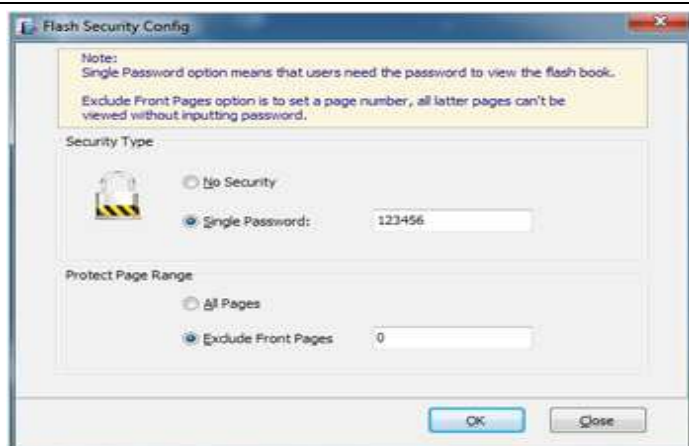 Flash Security Config
Note:
Single Password option means that users need the password to view the flash book.
Exclude Front Pages option is to set a page number, all latter pages can't be
viewed without inputting password.
Security Type
No Security
Single Password: 123456
Protect Page Range
All Pages
Exclude Front Pages 0
OK Close